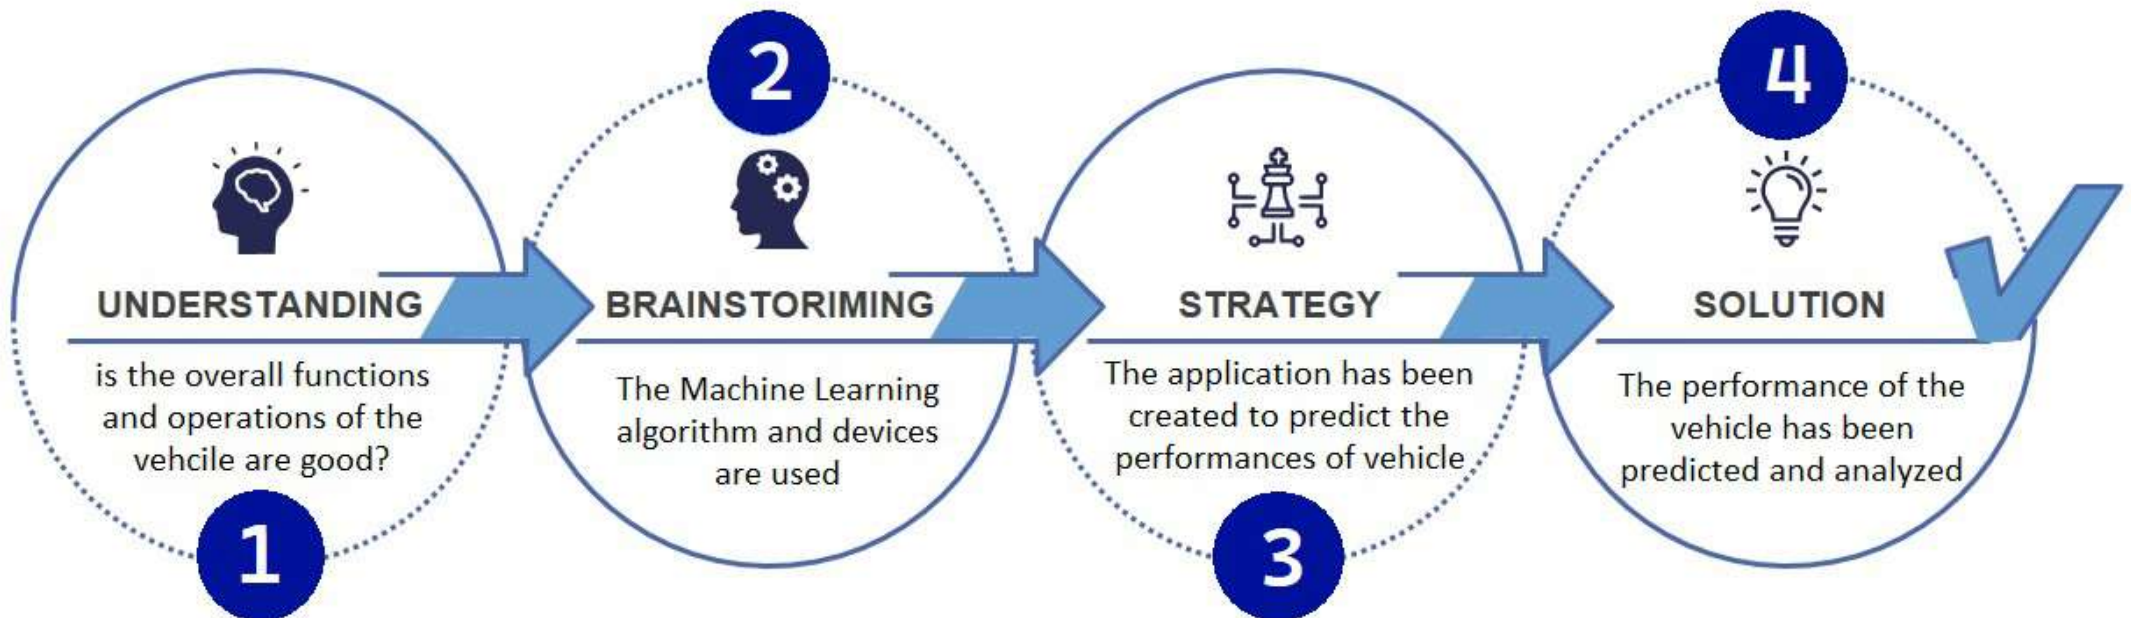 1
UNDERSTANDING
is the overall functions
and operations of the
vehcile are good?
2
BRAINSTORIMING
The Machine Learning
algorithm and devices
are used
3
STRATEGY
The application has been
created to predict the
performances of vehicle
4
SOLUTION
The performance of the
vehicle has been
predicted and analyzed